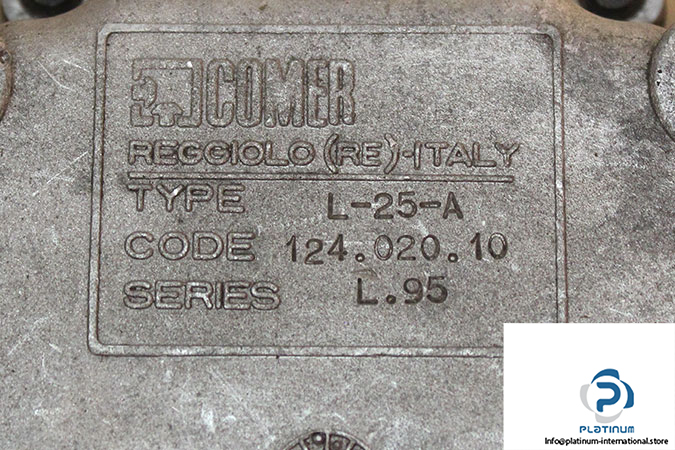 COMER
REGGIOLO (RE)-ITALY
TYPE L-25-A
CODE 124.020.10
SERIES L.95
PLATINUM
Info@platinum-international.store